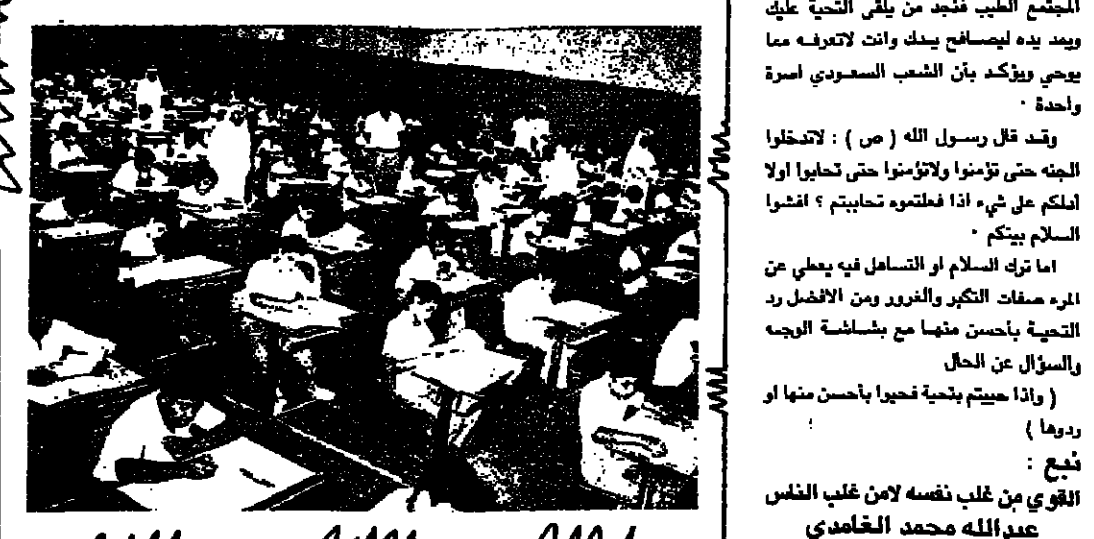 المجتمع الطيب فنجد من يلقى التحية عليك
ويمد يده ليصافح يدك وانت لاتعرفه مما
يوحي ويؤكد بأن الشعب السعودي اسرة
واحدة ٠
وقد قال رسول الله ( ص ) : لاتدخلوا
الجنه حتى تؤمنوا ولاتؤمنوا حتى تحابوا اولا
أدلكم على شيء اذا فعلتموه تحاببتم ؟ افشوا
السلام بينكم ٠
اما ترك السلام او التساهل فيه يعطي عن
المرء صفات التكبر والغرور ومن الافضل رد
التحية بأحسن منها مع بشاشة الوجه
والسؤال عن الحال
( واذا حييتم بتحية فحيوا بأحسن منها او
ردوها )
نبع :
القوي من غلب نفسه لامن غلب الناس
عبدالله محمد الغامدي